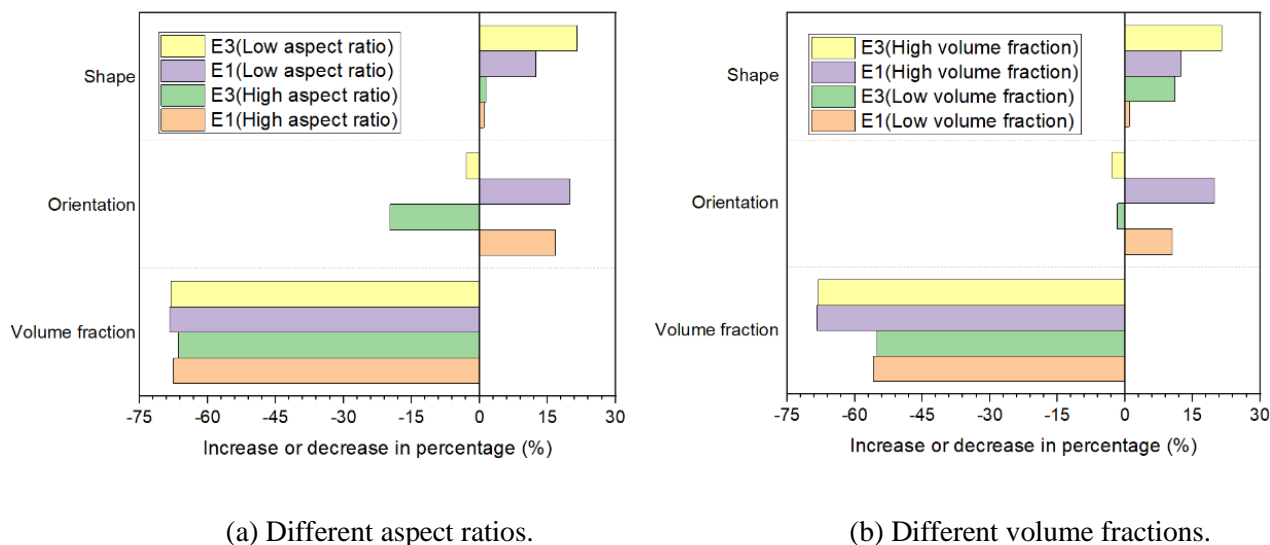 E3(Low aspect ratio)
E1(Low aspect ratio)
E3(High aspect ratio)
E1(High aspect ratio)
Shape
Orientation
Volume fraction
-75 -60 -45 -30 -15 0 15 30
Increase or decrease in percentage (%)
(a) Different aspect ratios.
E3(High volume fraction)
E1(High volume fraction)
E3(Low volume fraction)
E1(Low volume fraction)
Shape
Orientation
Volume fraction
-75 -60 -45 -30 -15 0 15 30
Increase or decrease in percentage (%)
(b) Different volume fractions.